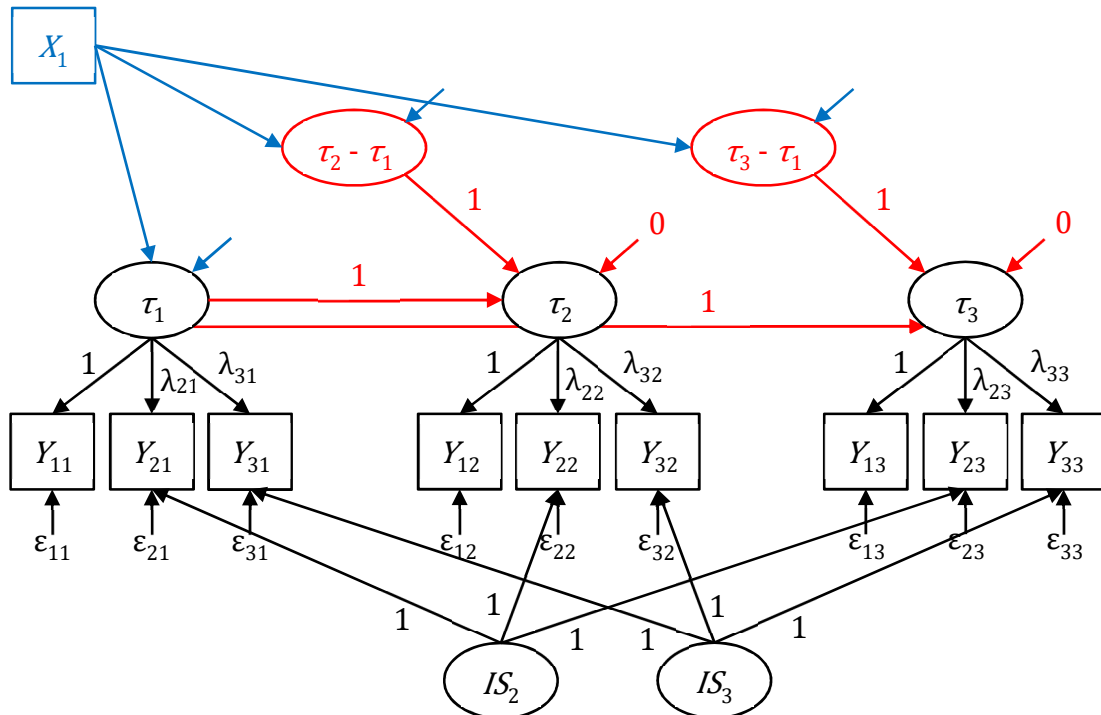 X₁
τ₂ - τ₁ τ₃ - τ₁
1 0 1 0
1 1
τ₁ τ₂ τ₃
1 λ₂₁ λ₃₁ 1 λ₂₂ λ₃₂ 1 λ₂₃ λ₃₃
Y₁₁ Y₂₁ Y₃₁ Y₁₂ Y₂₂ Y₃₂ Y₁₃ Y₂₃ Y₃₃
ε₁₁ ε₂₁ ε₃₁ ε₁₂ ε₂₂ ε₃₂ ε₁₃ ε₂₃ ε₃₃
1 1 1 1 1 1
IS₂ IS₃